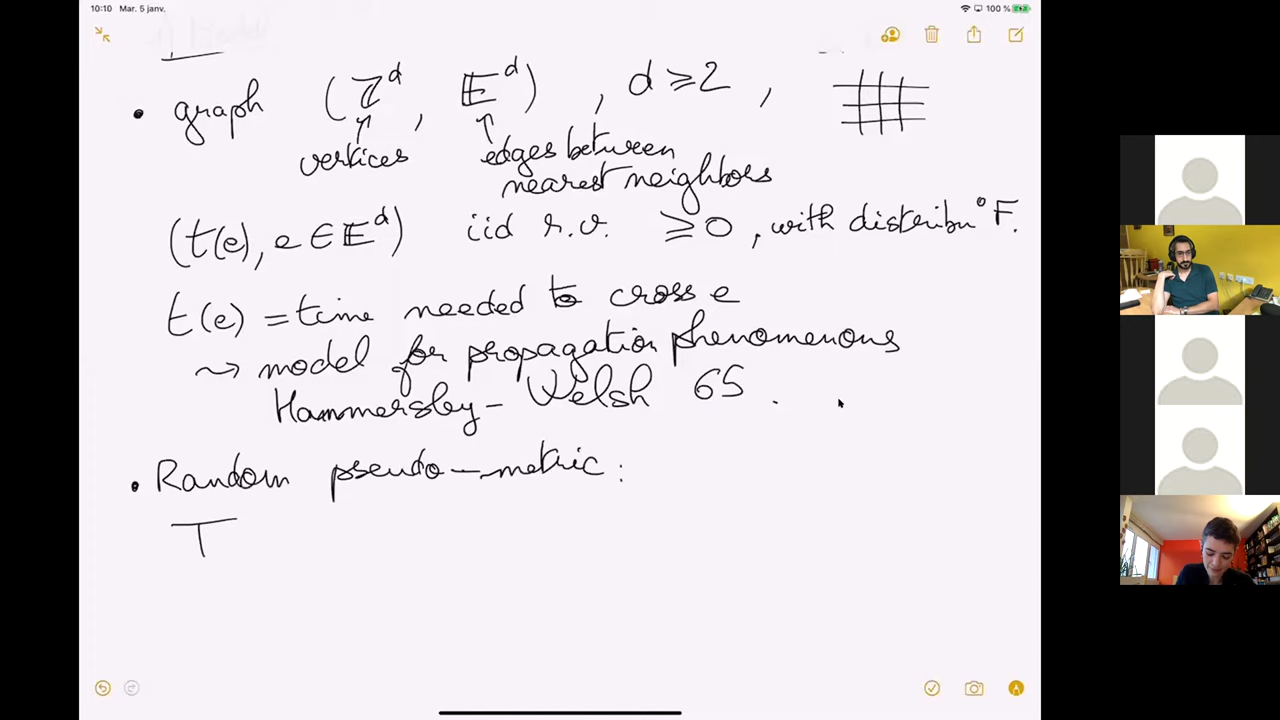 10:10 Mar. 5 janv.
100 %
• graph (ℤ^d, 𝔼^d), d ≥ 2,
vertices edges between
nearest neighbors
(t(e), e ∈ 𝔼^d) iid r.v. ≥ 0, with distribu° F.
t(e) = time needed to cross e
⇝ model for propagation phenomenons
Hammersley - Welsh 65.
• Random pseudo-metric:
T